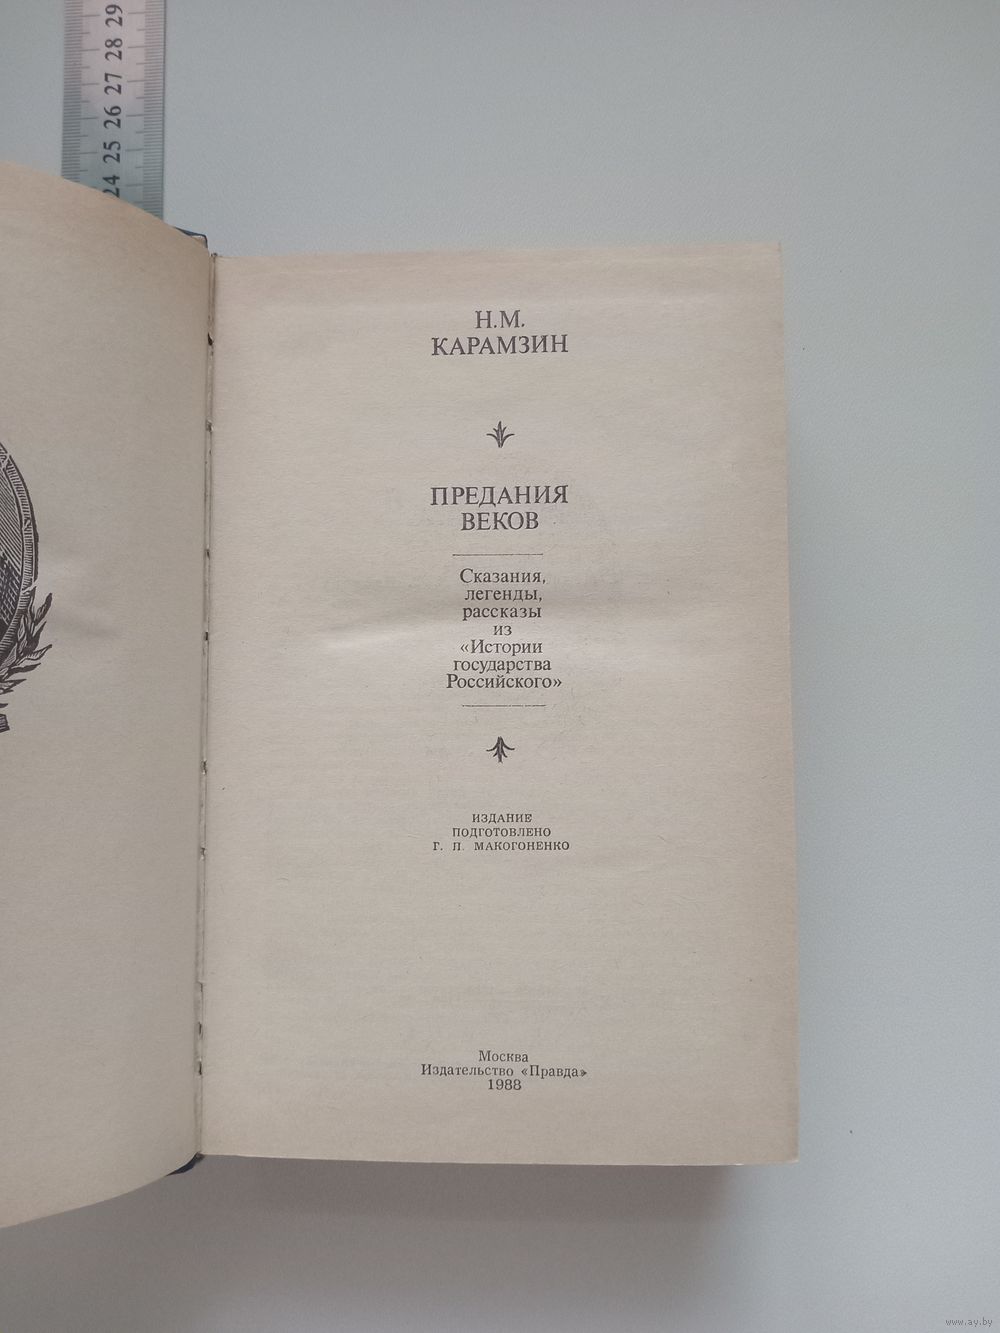 29
28
27
26
25
24
Н.М.
КАРАМЗИН
ПРЕДАНИЯ
ВЕКОВ
Сказания,
легенды,
рассказы
из
«Истории
государства
Российского»
ИЗДАНИЕ
ПОДГОТОВЛЕНО
Г. П. МАКОГОНЕНКО
Москва
Издательство «Правда»
1988
www.ay.by